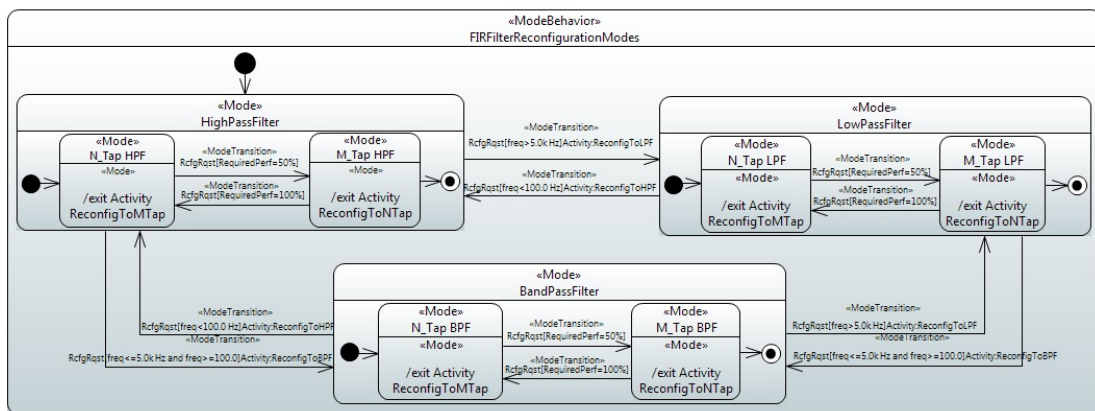 «ModeBehavior»
FIRFilterReconfigurationModes
«Mode»
HighPassFilter
«Mode»
N_Tap HPF
«Mode»
/exit Activity
ReconfigToMTap
«ModeTransition»
RcfgRqst[RequiredPerf=50%]
«ModeTransition»
RcfgRqst[RequiredPerf=100%]
«Mode»
M_Tap HPF
«Mode»
/exit Activity
ReconfigToNTap
«ModeTransition»
RcfgRqst[freq>5.0k Hz]Activity:ReconfigToLPF
«ModeTransition»
RcfgRqst[freq<100.0 Hz]Activity:ReconfigToHPF
«Mode»
LowPassFilter
«Mode»
N_Tap LPF
«Mode»
/exit Activity
ReconfigToMTap
«ModeTransition»
RcfgRqst[RequiredPerf=50%]
«ModeTransition»
RcfgRqst[RequiredPerf=100%]
«Mode»
M_Tap LPF
«Mode»
/exit Activity
ReconfigToNTap
«ModeTransition»
RcfgRqst[freq<100.0 Hz]Activity:ReconfigToHPF
«ModeTransition»
RcfgRqst[freq<=5.0k Hz and freq>=100.0]Activity:ReconfigToBPF
«Mode»
BandPassFilter
«Mode»
N_Tap BPF
«Mode»
/exit Activity
ReconfigToMTap
«ModeTransition»
RcfgRqst[RequiredPerf=50%]
«ModeTransition»
RcfgRqst[RequiredPerf=100%]
«Mode»
M_Tap BPF
«Mode»
/exit Activity
ReconfigToNTap
«ModeTransition»
RcfgRqst[freq>5.0k Hz]Activity:ReconfigToLPF
«ModeTransition»
RcfgRqst[freq<=5.0k Hz and freq>=100.0]Activity:ReconfigToBPF